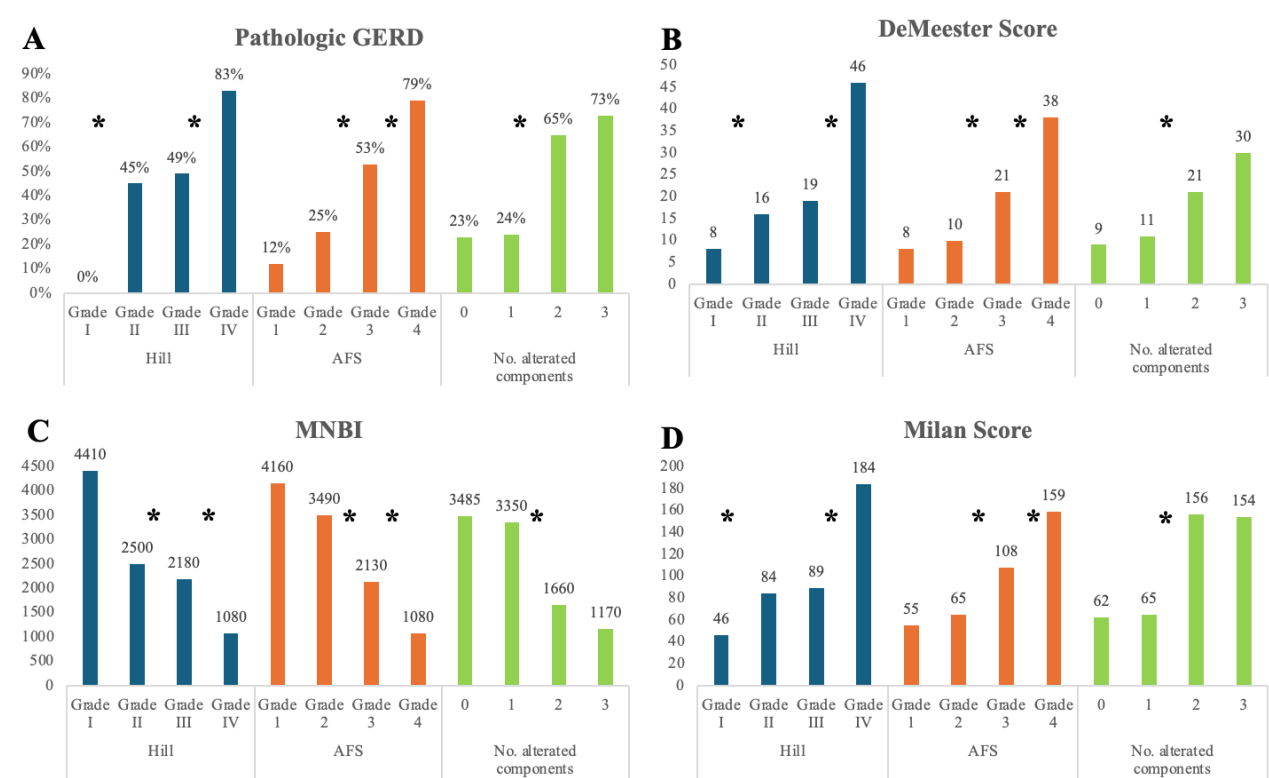 A
Pathologic GERD
90%
80%
70%
60%
50%
40%
30%
20%
10%
0%
0%
45%
49%
83%
12%
25%
53%
79%
23%
24%
65%
73%
*
*
*
*
*
Grade I
Grade II
Grade III
Grade IV
Grade 1
Grade 2
Grade 3
Grade 4
0
1
2
3
Hill
AFS
No. alterated
components
B
DeMeester Score
50
45
40
35
30
25
20
15
10
5
0
8
16
19
46
8
10
21
38
9
11
21
30
*
*
*
*
*
Grade I
Grade II
Grade III
Grade IV
Grade 1
Grade 2
Grade 3
Grade 4
0
1
2
3
Hill
AFS
No. alterated
components
C
MNBI
4500
4000
3500
3000
2500
2000
1500
1000
500
0
4410
2500
2180
1080
4160
3490
2130
1080
3485
3350
1660
1170
*
*
*
*
*
Grade I
Grade II
Grade III
Grade IV
Grade 1
Grade 2
Grade 3
Grade 4
0
1
2
3
Hill
AFS
No. alterated
components
D
Milan Score
200
180
160
140
120
100
80
60
40
20
0
46
84
89
184
55
65
108
159
62
65
156
154
*
*
*
*
*
Grade I
Grade II
Grade III
Grade IV
Grade 1
Grade 2
Grade 3
Grade 4
0
1
2
3
Hill
AFS
No. alterated
components